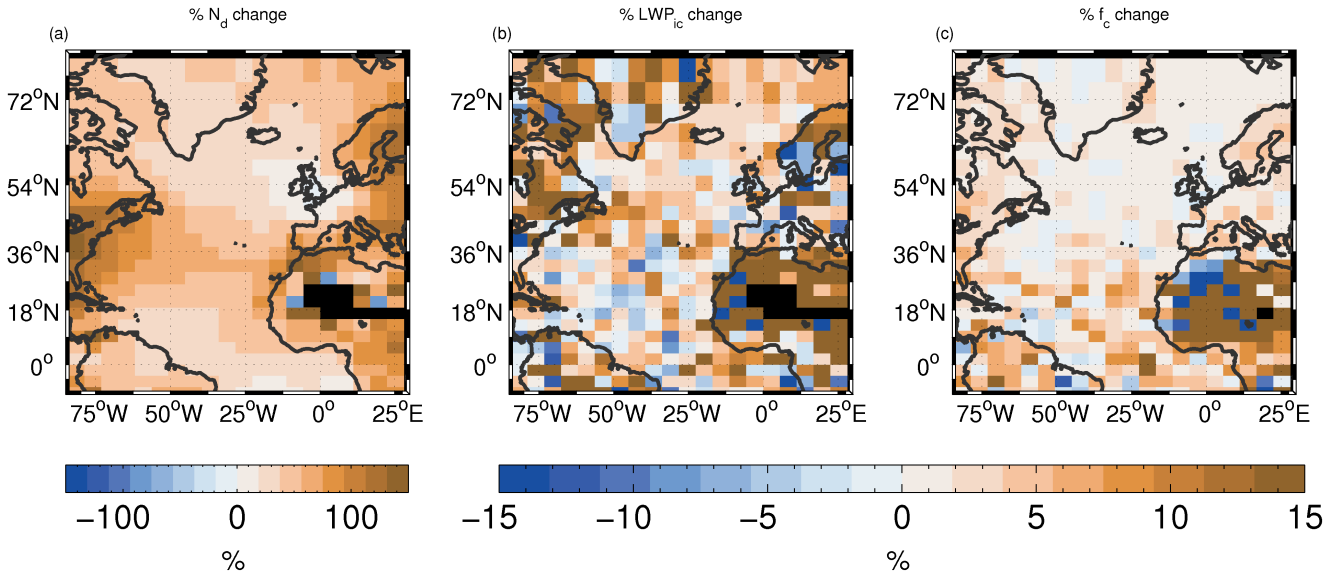 % N_d change
% LWP_ic change
% f_c change
(a)
(b)
(c)
72°N
54°N
36°N
18°N
0°
75°W 50°W 25°W 0° 25°E
72°N
54°N
36°N
18°N
0°
75°W 50°W 25°W 0° 25°E
72°N
54°N
36°N
18°N
0°
75°W 50°W 25°W 0° 25°E
−100 0 100
%
−15 −10 −5 0 5 10 15
%